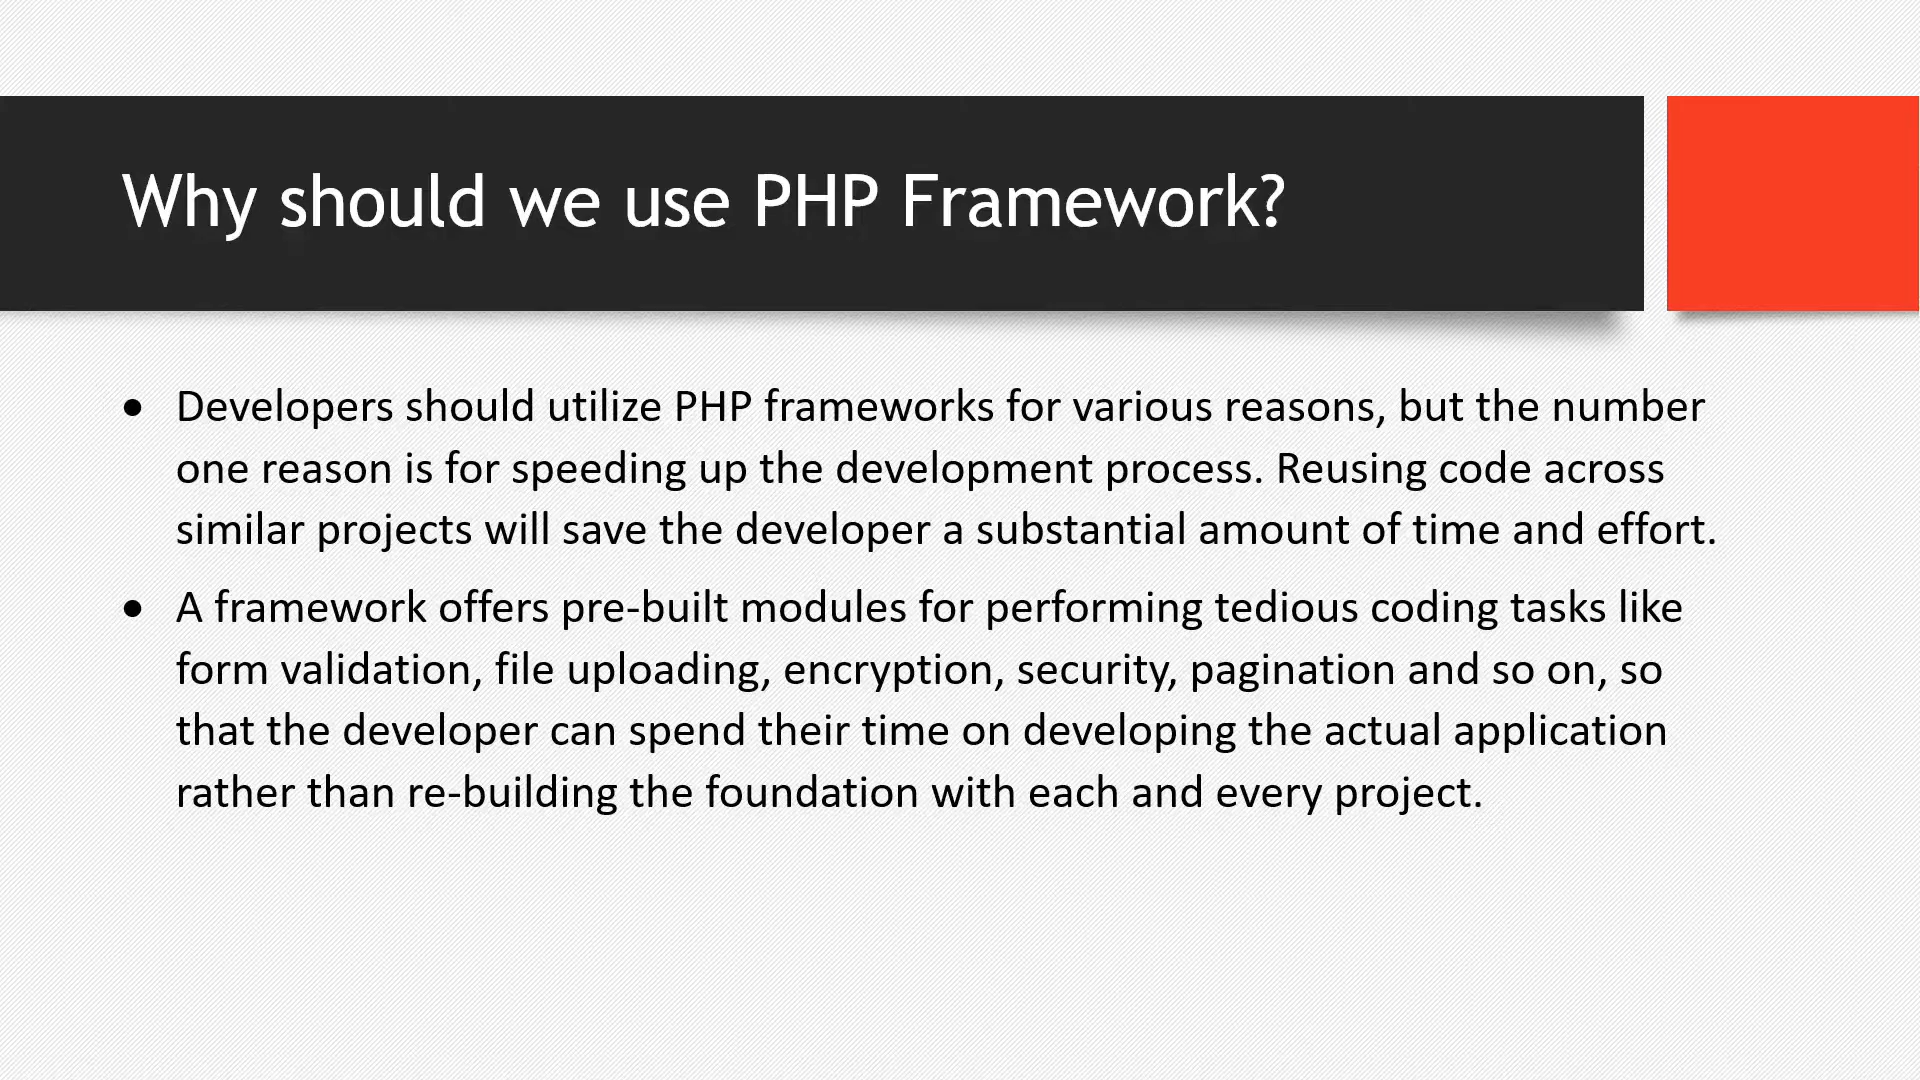 Why should we use PHP Framework?
● Developers should utilize PHP frameworks for various reasons, but the number
one reason is for speeding up the development process. Reusing code across
similar projects will save the developer a substantial amount of time and effort.
● A framework offers pre-built modules for performing tedious coding tasks like
form validation, file uploading, encryption, security, pagination and so on, so
that the developer can spend their time on developing the actual application
rather than re-building the foundation with each and every project.